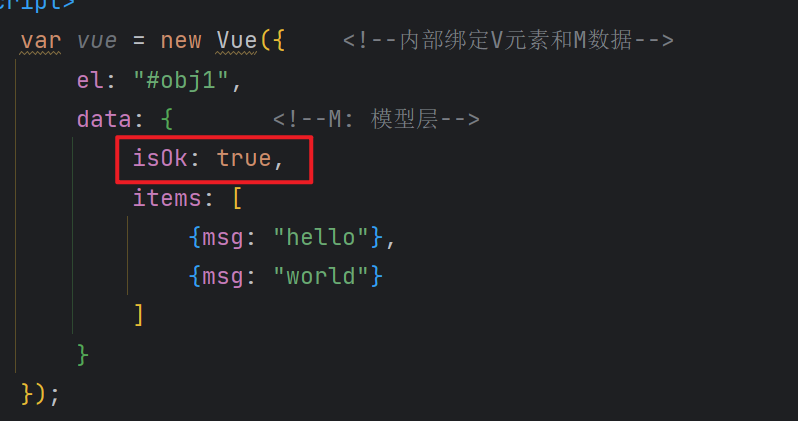 cript>
var vue = new Vue({    <!--内部绑定V元素和M数据-->
    el: "#obj1",
    data: {       <!--M: 模型层-->
        isOk: true,
        items: [
            {msg: "hello"},
            {msg: "world"}
        ]
    }
});